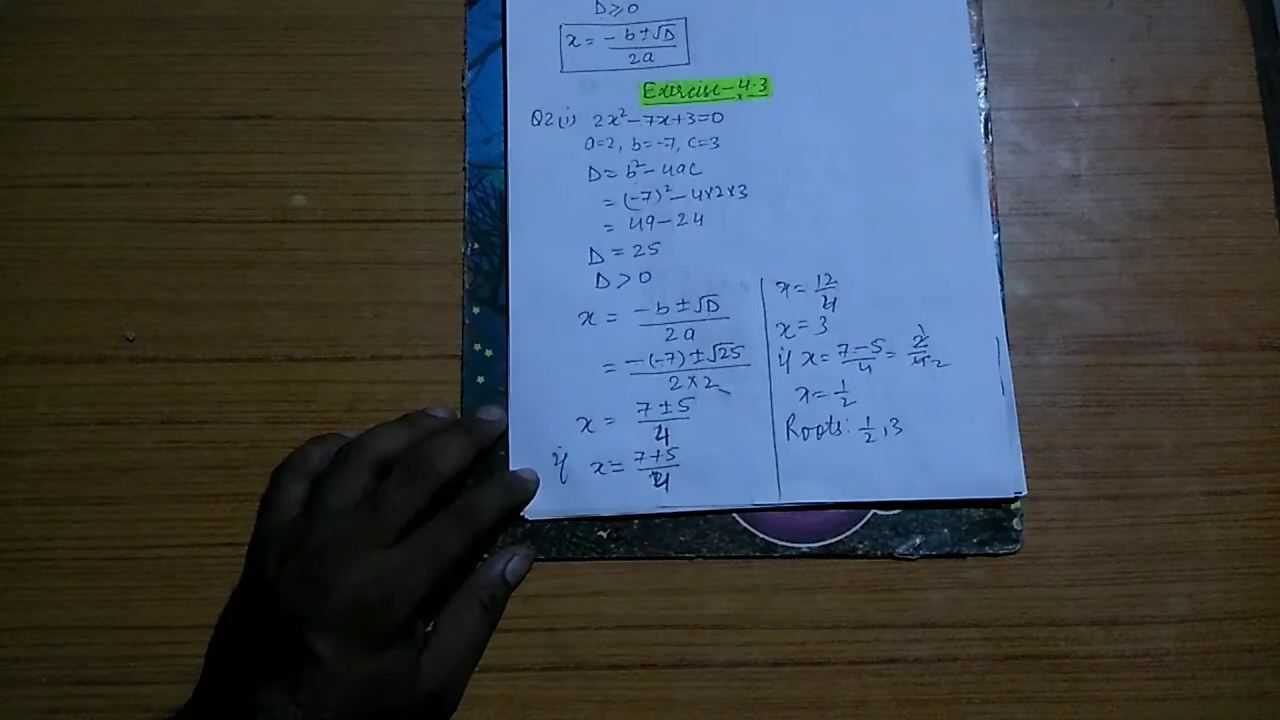 D≥0
x = -b±√D / 2a
Exercise-4.3
Q2(i) 2x²-7x+3=0
a=2, b=-7, c=3
D= b²-4ac
= (-7)²-4×2×3
= 49-24
D = 25
D > 0
x = -b±√D / 2a
= -(-7)±√25 / 2×2
x = 7±5 / 4
if x = 7+5 / 4
x = 12/4
x = 3
if x = 7-5 / 4 = 2/4 1 2
x = 1/2
Roots: 1/2, 3